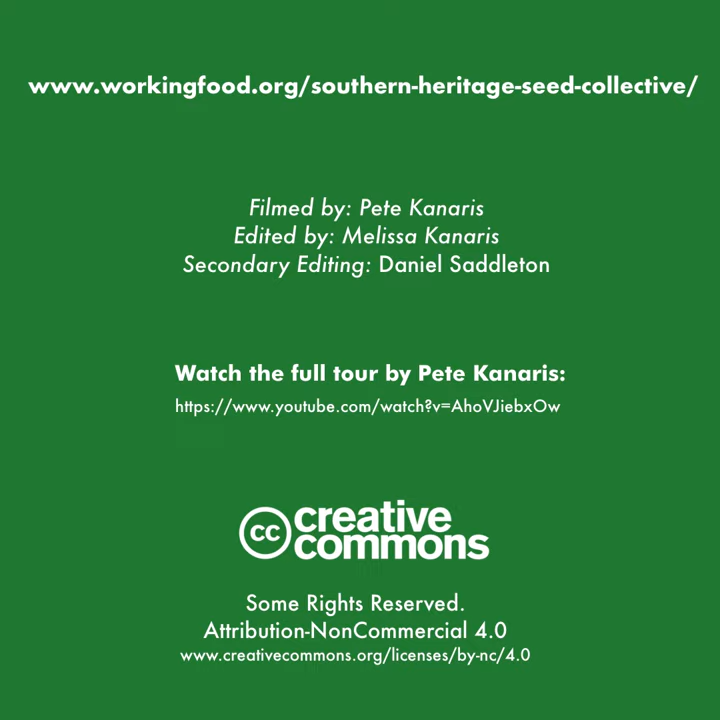 www.workingfood.org/southern-heritage-seed-collective/
Filmed by: Pete Kanaris
Edited by: Melissa Kanaris
Secondary Editing: Daniel Saddleton
Watch the full tour by Pete Kanaris:
https://www.youtube.com/watch?v=AhoVJiebxOw
cc creative
commons
Some Rights Reserved.
Attribution-NonCommercial 4.0
www.creativecommons.org/licenses/by-nc/4.0